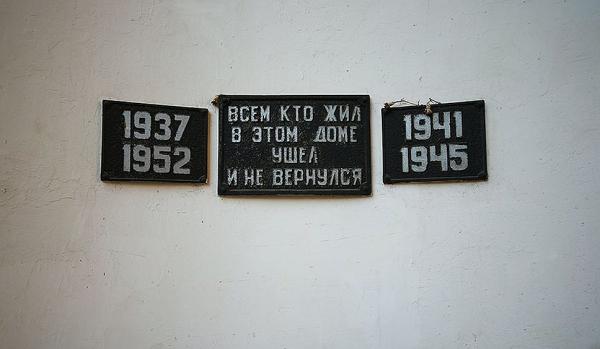 1937
1952
ВСЕМ КТО ЖИЛ
В ЭТОМ ДОМЕ
УШЕЛ
И НЕ ВЕРНУЛСЯ
1941
1945